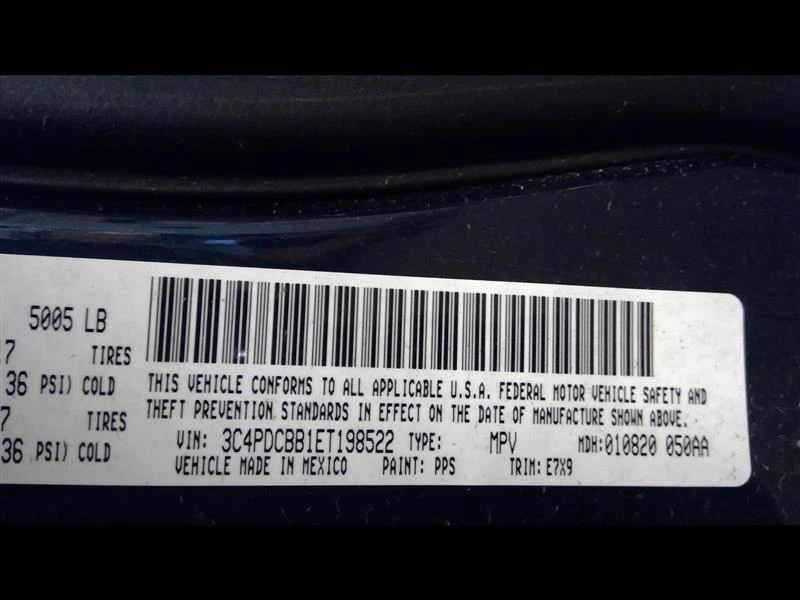 5005 LB
7 TIRES
36 PSI) COLD
7 TIRES
36 PSI) COLD
THIS VEHICLE CONFORMS TO ALL APPLICABLE U.S.A. FEDERAL MOTOR VEHICLE SAFETY AND
THEFT PREVENTION STANDARDS IN EFFECT ON THE DATE OF MANUFACTURE SHOWN ABOVE.
VIN: 3C4PDCBB1ET198522 TYPE: MPV MDH:010820 050AA
VEHICLE MADE IN MEXICO PAINT: PPS TRIM: E7X9